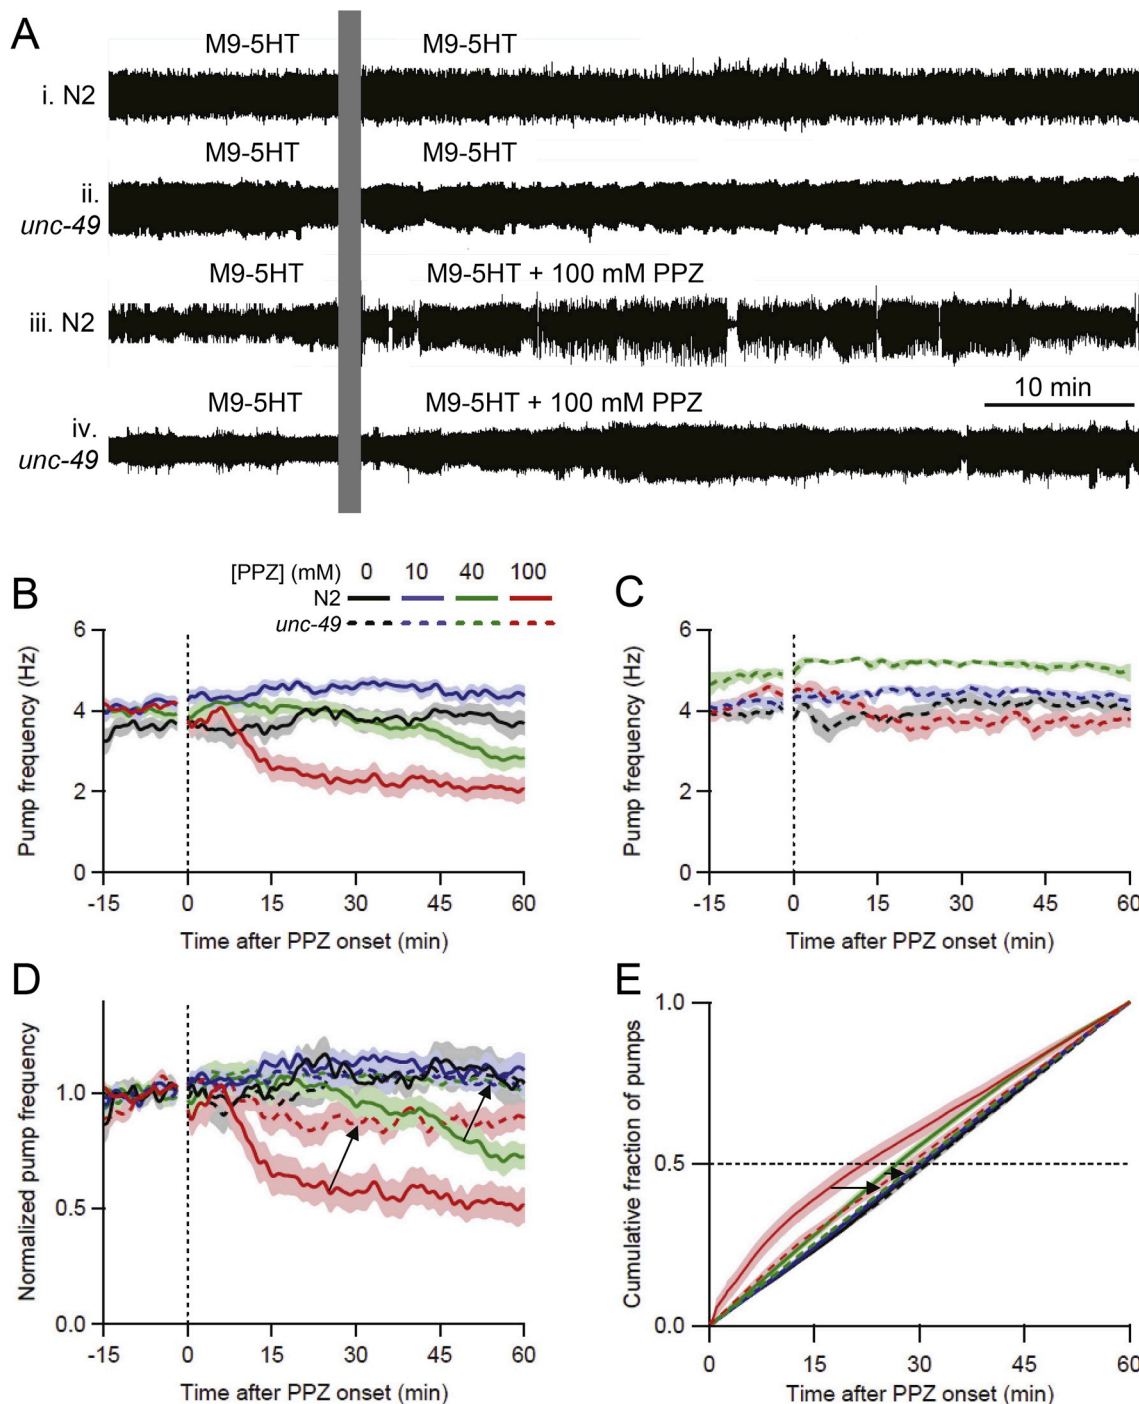 A
M9-5HT M9-5HT
i. N2
M9-5HT M9-5HT
ii.
unc-49
M9-5HT M9-5HT + 100 mM PPZ
iii. N2
10 min
M9-5HT M9-5HT + 100 mM PPZ
iv.
unc-49
[PPZ] (mM) 0 10 40 100
N2
unc-49
B
6
4
2
0
Pump frequency (Hz)
-15 0 15 30 45 60
Time after PPZ onset (min)
C
6
4
2
0
Pump frequency (Hz)
-15 0 15 30 45 60
Time after PPZ onset (min)
D
1.0
0.5
0.0
Normalized pump frequency
-15 0 15 30 45 60
Time after PPZ onset (min)
E
1.0
0.5
0.0
Cumulative fraction of pumps
0 15 30 45 60
Time after PPZ onset (min)